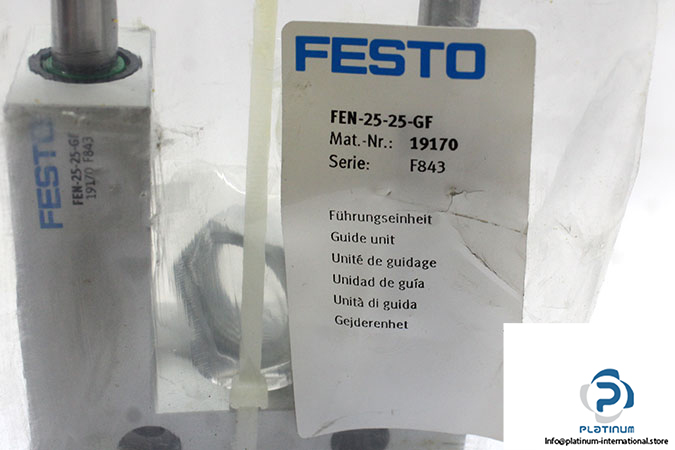 FESTO
FEN-25-25-GF
Mat.-Nr.: 19170
Serie: F843
Führungseinheit
Guide unit
Unité de guidage
Unidad de guía
Unità di guida
Gejderenhet
FESTO
FEN-25-25-GF
19170 F843
PLATINUM
Info@platinum-international.store